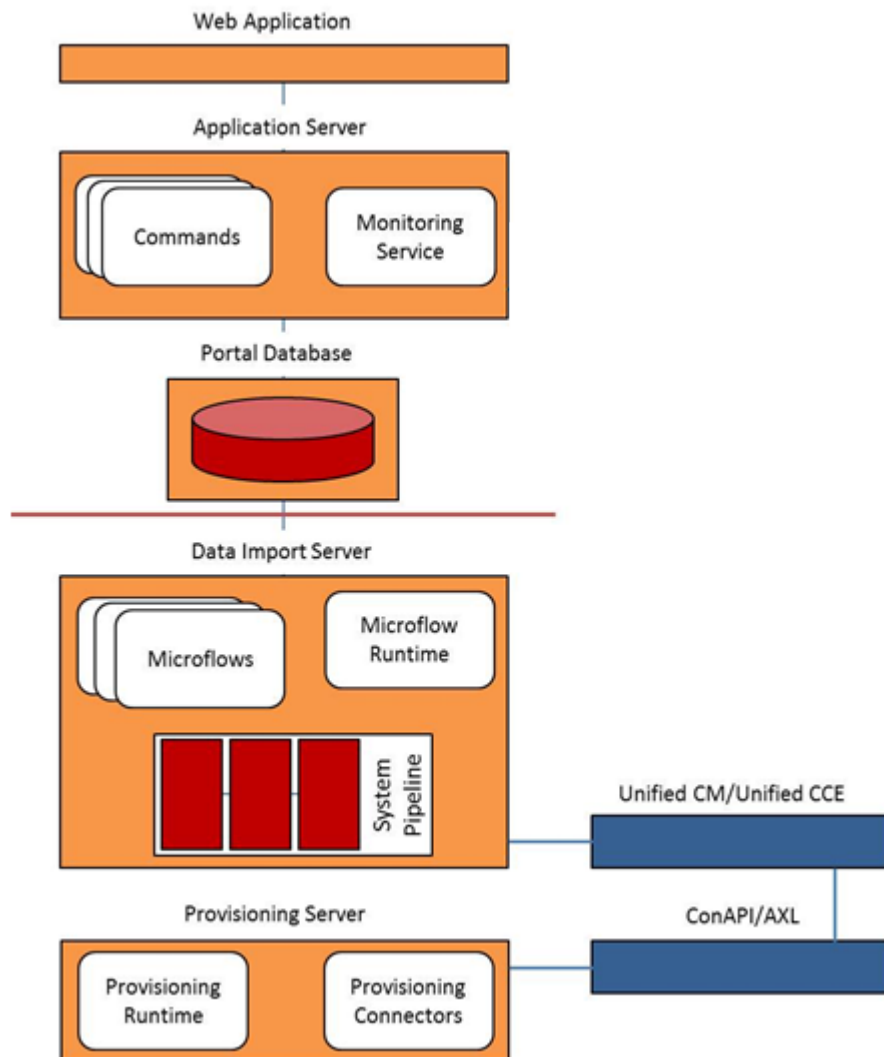 Web Application
Application Server
Commands
Monitoring
Service
Portal Database
Data Import Server
Microflows
Microflow
Runtime
System
Pipeline
Unified CM/Unified CCE
Provisioning Server
ConAPI/AXL
Provisioning
Runtime
Provisioning
Connectors